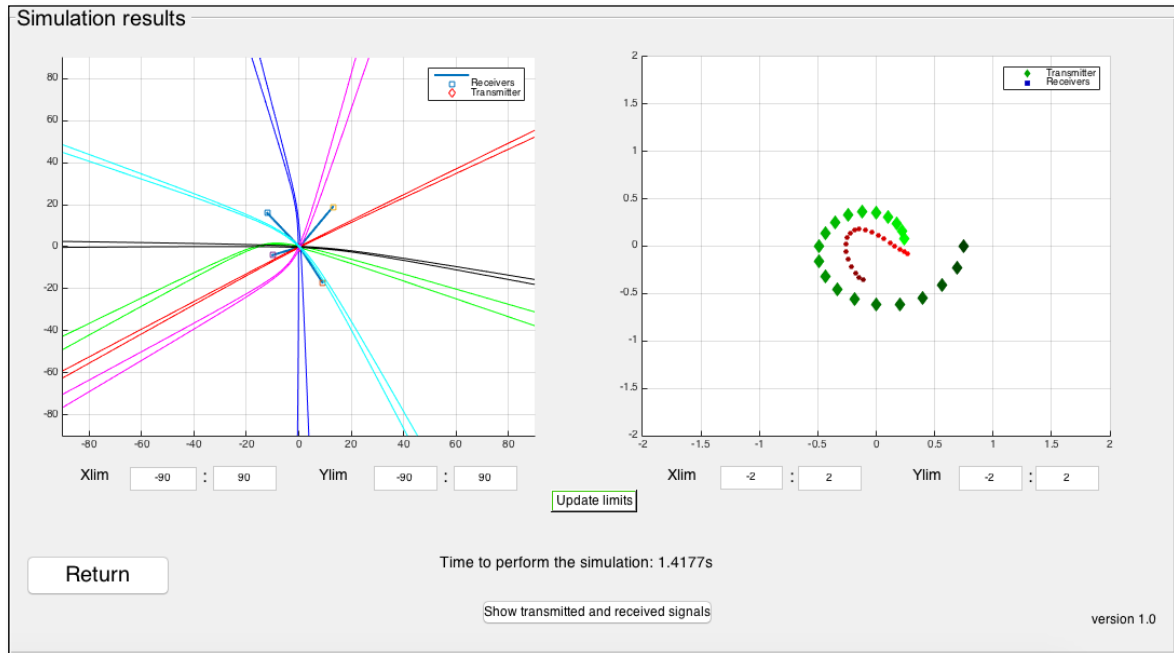 Simulation results
Receivers
Transmitter
80
60
40
20
0
-20
-40
-60
-80
-80 -60 -40 -20 0 20 40 60 80
Transmitter
Receivers
2
1.5
1
0.5
0
-0.5
-1
-1.5
-2
-2 -1.5 -1 -0.5 0 0.5 1 1.5 2
Xlim -90 : 90 Ylim -90 : 90 Xlim -2 : 2 Ylim -2 : 2
Update limits
Time to perform the simulation: 1.4177s
Return
Show transmitted and received signals
version 1.0